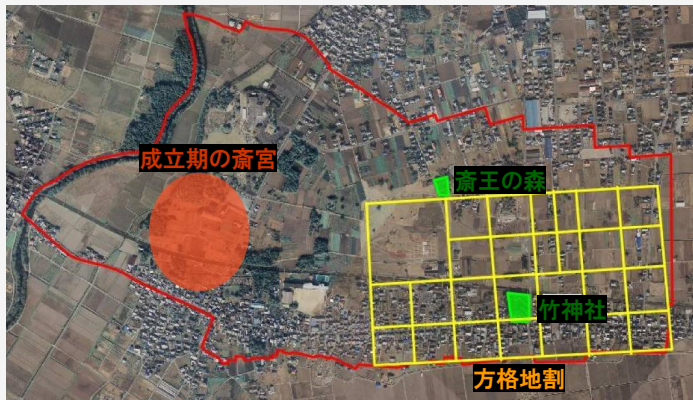 成立期の斎宮
斎王の森
竹神社
方格地割